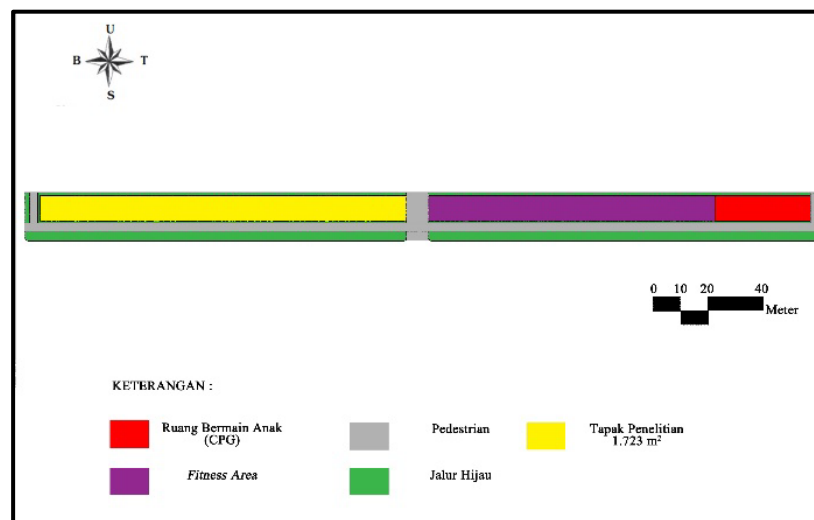 U
B T
S
0 10 20 40
Meter
KETERANGAN :
Ruang Bermain Anak
(CPG)
Pedestrian
Tapak Penelitian
1.723 m²
Fitness Area
Jalur Hijau